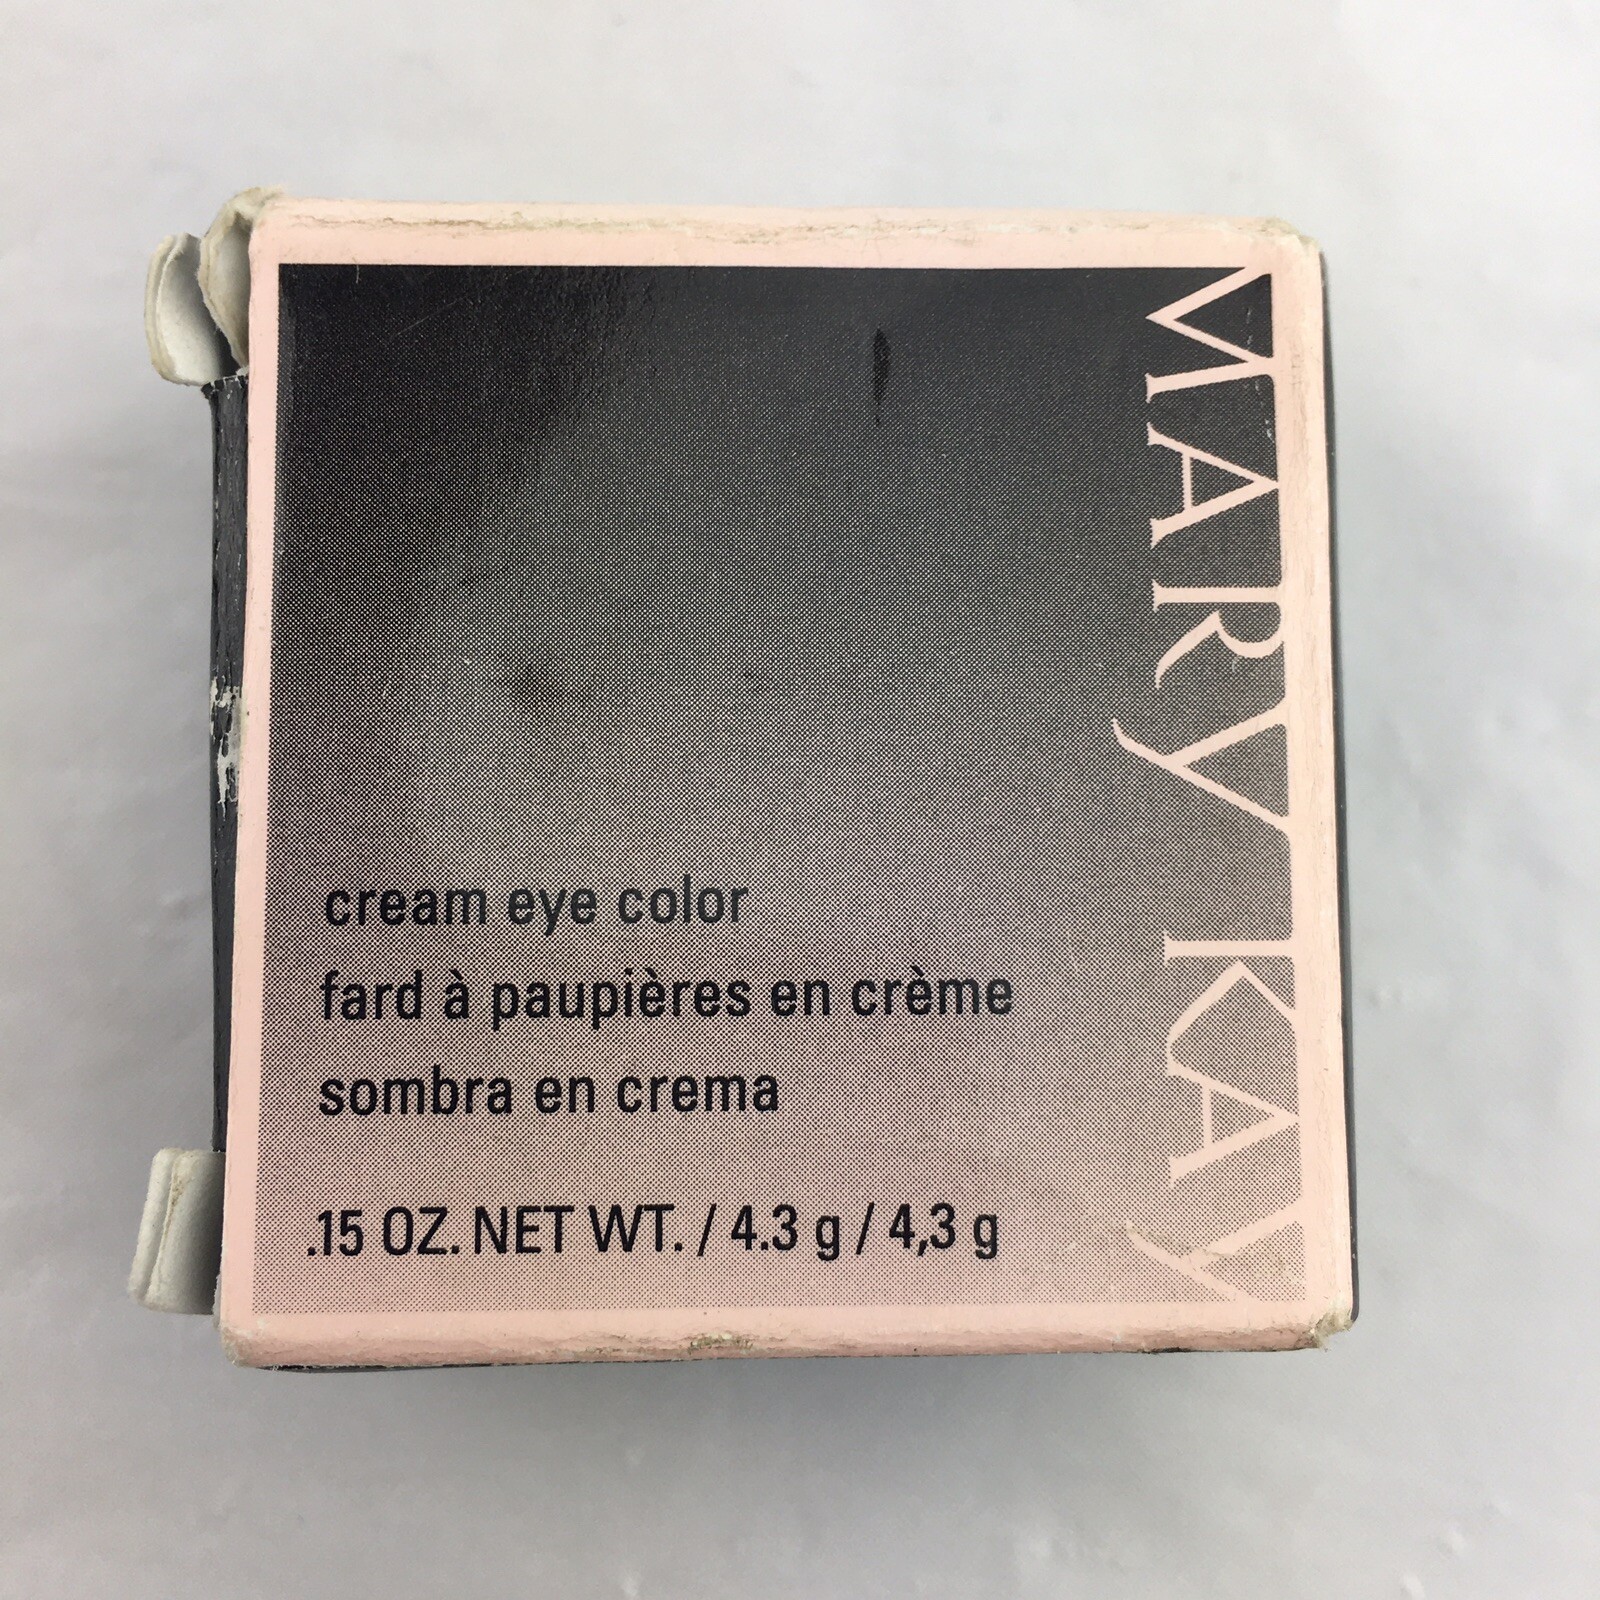 MARY KAY
cream eye color
fard à paupières en crème
sombra en crema
.15 OZ. NET WT. / 4.3 g / 4,3 g